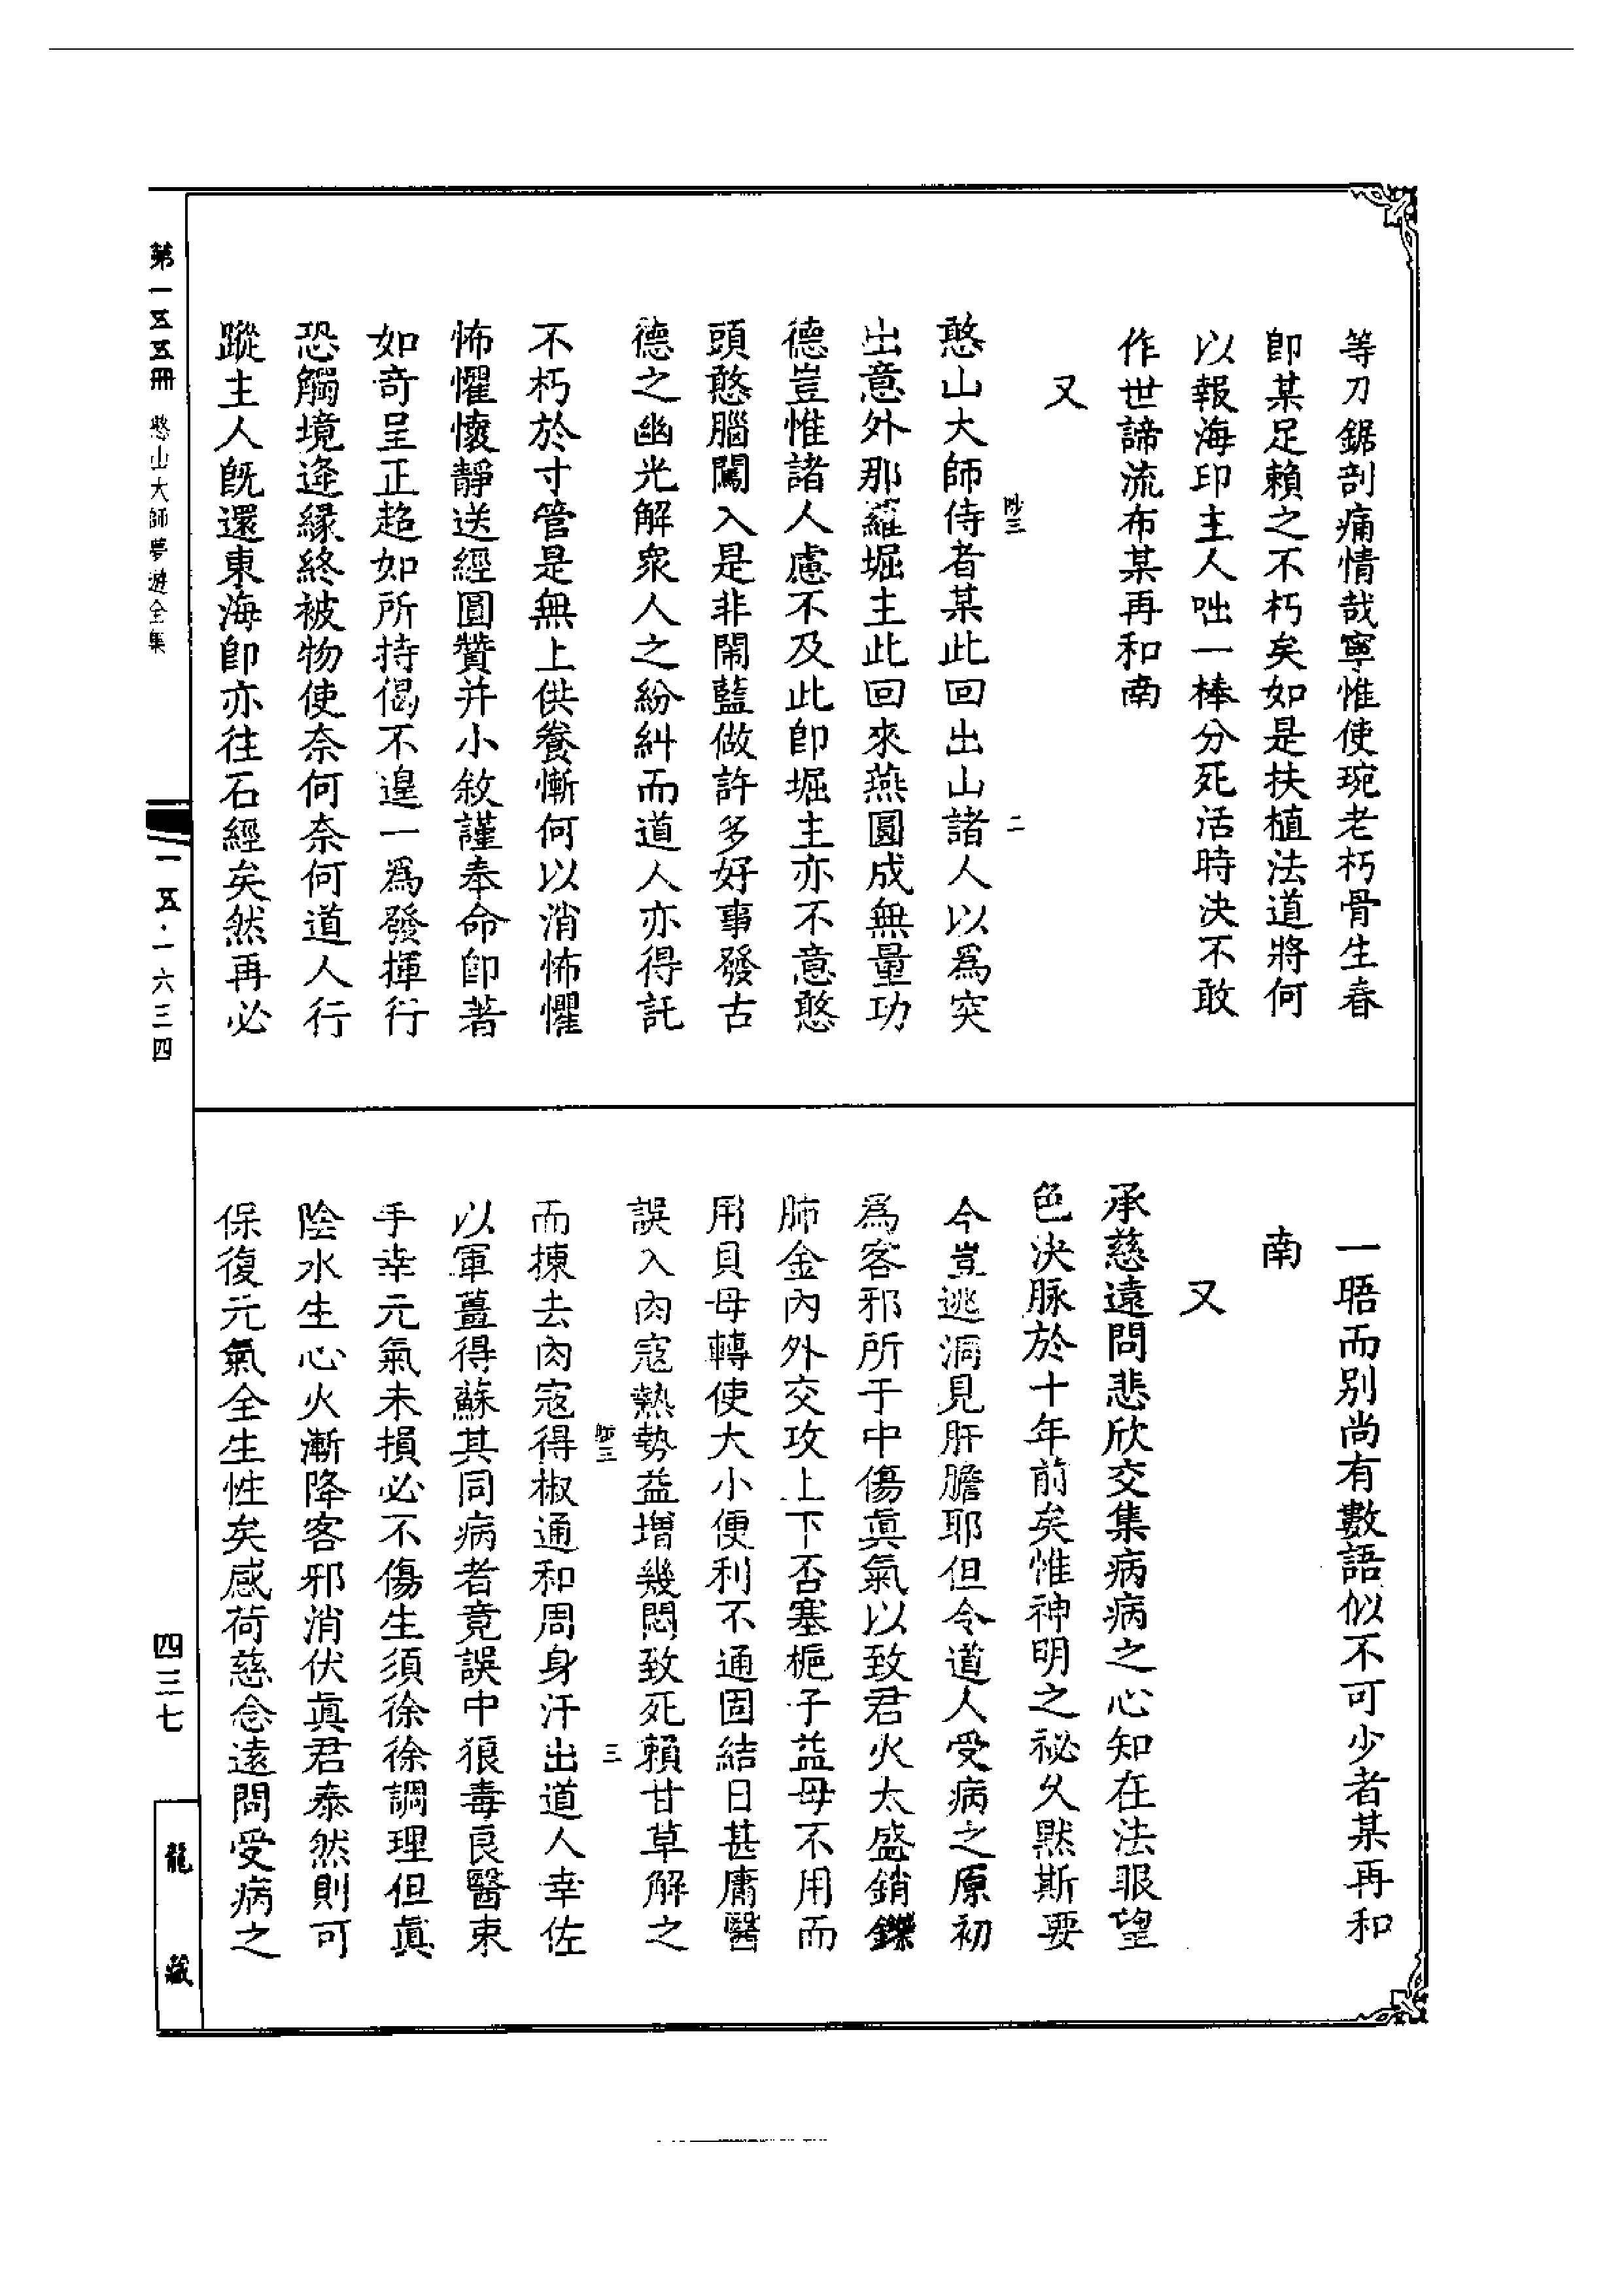 等刀鋸剖痛情哉寧惟使琬老朽骨生春
卽某足賴之不朽矣如是扶植法道將何
以報海印主人咄一棒分死活時決不敢
作世諦流布某再和南
又
憨山大師侍者某此回出山諸人以爲突
出意外那羅堀主此回來燕圓成無量功
德豈惟諸人慮不及此卽堀主亦不意憨
頭憨腦闖入是非鬧藍做許多好事發古
德之幽光解衆人之紛糾而道人亦得託
不朽於寸管是無上供養慚何以消怖懼
怖懼懷靜送經圓贊并小敘謹奉命卽著
如奇呈正趙如所持偈不遑一爲發揮行
恐觸境逢緣終被物使奈何奈何道人行
蹤主人旣還東海卽亦往石經矣然再必
一晤而別尚有數語似不可少者某再和
南
又
承慈遠問悲欣交集病病之心知在法眼望
色決脉於十年前矣惟神明之祕久默斯要
今豈逃洞見肝膽耶但令道人受病之原初
爲客邪所于中傷眞氣以致君火太盛銷鑠
肺金內外交攻上下否塞梔子益母不用而
用貝母轉使大小便利不通固結日甚庸醫
誤入肉寇熱勢益增幾悶致死賴甘草解之
而揀去肉寇得椒通和周身汗出道人幸佐
以軍薑得蘇其同病者竟誤中狼毒良醫束
手幸元氣未損必不傷生須徐徐調理但眞
陰水生心火漸降客邪消伏眞君泰然則可
保復元氣全生性矣感荷慈念遠問受病之
第一五五冊 憨山大師夢遊全集
一五·一六三四
四三七
龍藏
二
三